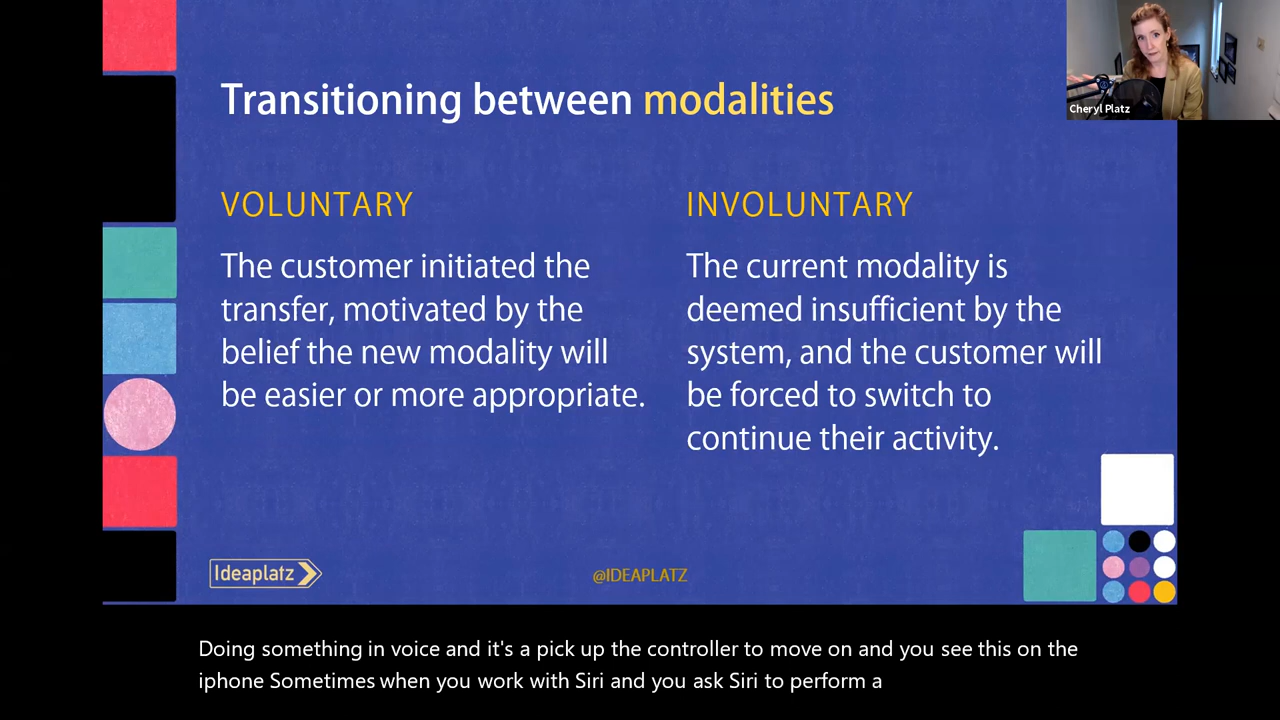 Transitioning between modalities
Cheryl Platz
VOLUNTARY
The customer initiated the
transfer, motivated by the
belief the new modality will
be easier or more appropriate.
INVOLUNTARY
The current modality is
deemed insufficient by the
system, and the customer will
be forced to switch to
continue their activity.
Ideaplatz
@IDEAPLATZ
Doing something in voice and it's a pick up the controller to move on and you see this on the
iphone Sometimes when you work with Siri and you ask Siri to perform a